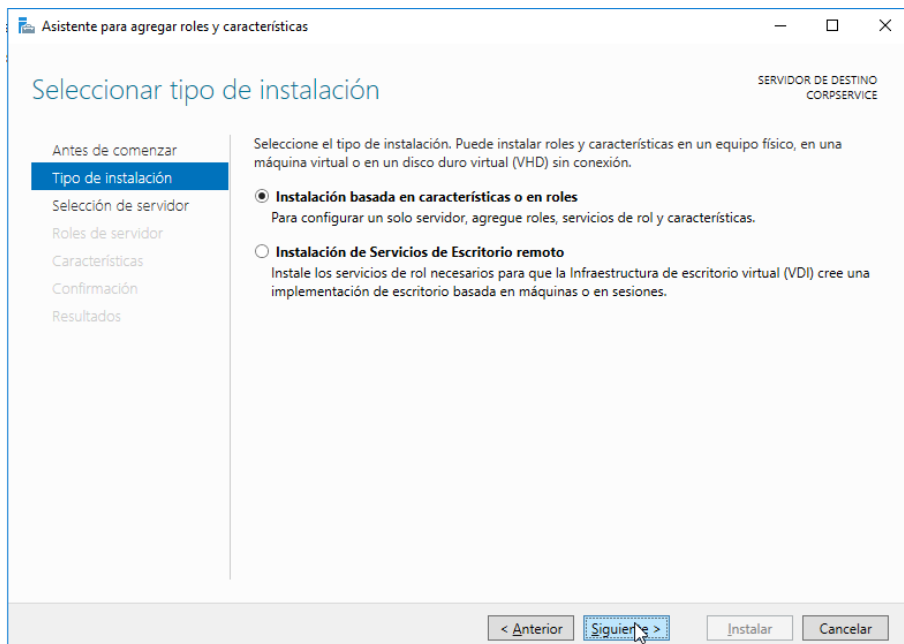 Asistente para agregar roles y características
Seleccionar tipo de instalación
SERVIDOR DE DESTINO
CORPSERVICE
Antes de comenzar
Tipo de instalación
Selección de servidor
Roles de servidor
Características
Confirmación
Resultados
Seleccione el tipo de instalación. Puede instalar roles y características en un equipo físico, en una
máquina virtual o en un disco duro virtual (VHD) sin conexión.
Instalación basada en características o en roles
Para configurar un solo servidor, agregue roles, servicios de rol y características.
Instalación de Servicios de Escritorio remoto
Instale los servicios de rol necesarios para que la Infraestructura de escritorio virtual (VDI) cree una
implementación de escritorio basada en máquinas o en sesiones.
< Anterior
Siguiente >
Instalar
Cancelar